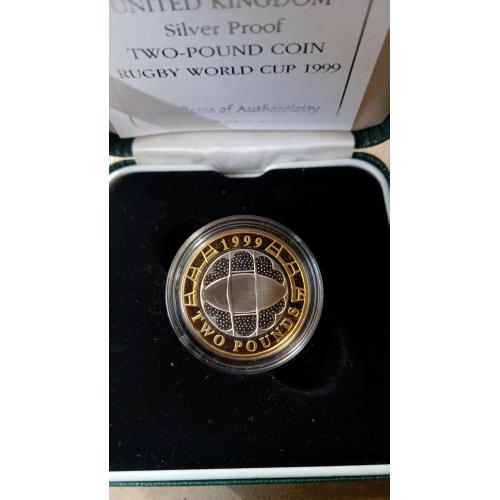 UNITED KINGDOM
Silver Proof
TWO-POUND COIN
RUGBY WORLD CUP 1999
of Authenticity
1999
TWO POUNDS